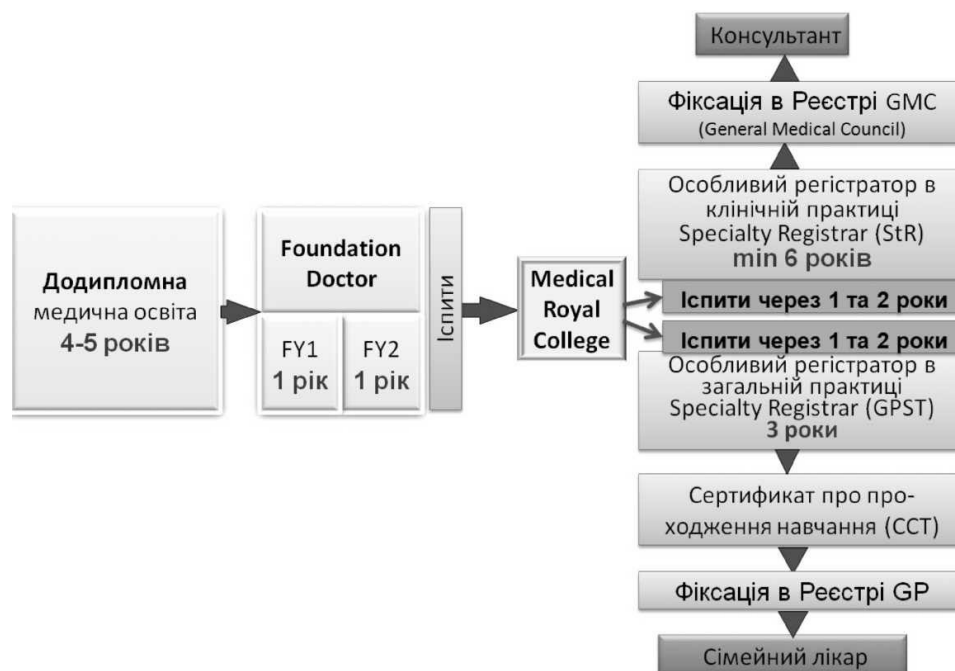 Додипломна
медична освіта
4-5 років
Foundation
Doctor
FY1
1 рік
FY2
1 рік
Іспити
Medical
Royal
College
Консультант
Фіксація в Реєстрі GMC
(General Medical Council)
Особливий регістратор в
клінічній практиці
Specialty Registrar (StR)
min 6 років
Іспити через 1 та 2 роки
Іспити через 1 та 2 роки
Особливий регістратор в
загальній практиці
Specialty Registrar (GPST)
3 роки
Сертифікат про про-
ходження навчання (CCT)
Фіксація в Реєстрі GP
Сімейний лікар